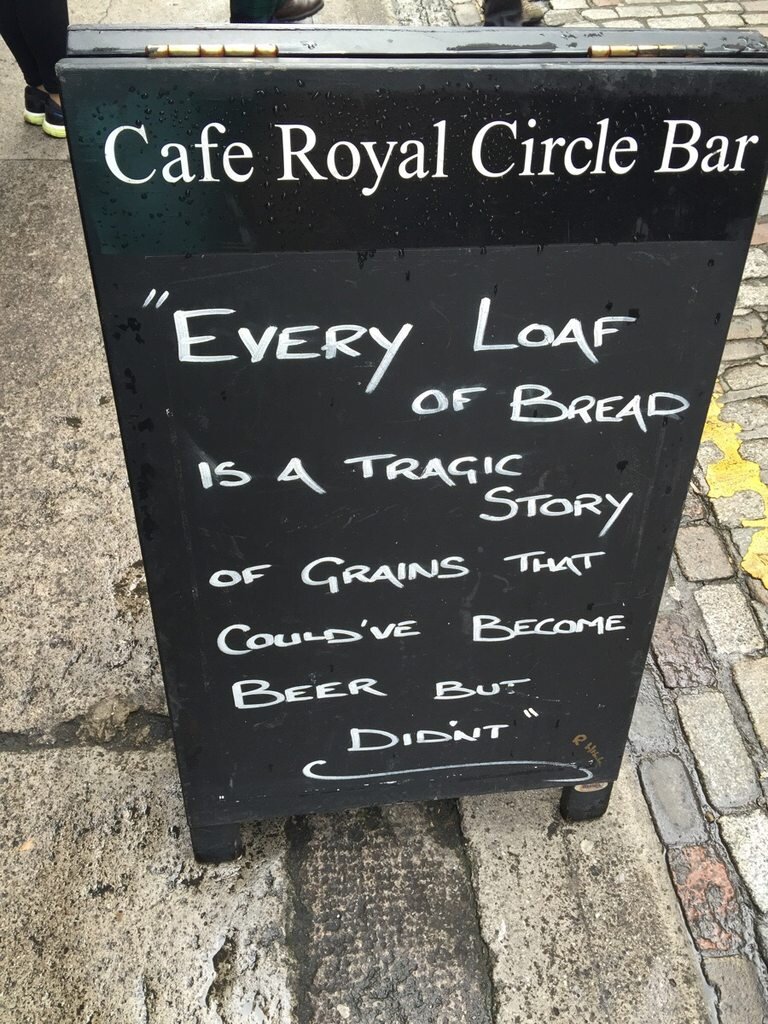 Cafe Royal Circle Bar
"EVERY LOAF
OF BREAD
IS A TRAGIC
STORY
OF GRAINS THAT
COULD'VE BECOME
BEER BUT
DIDN'T"